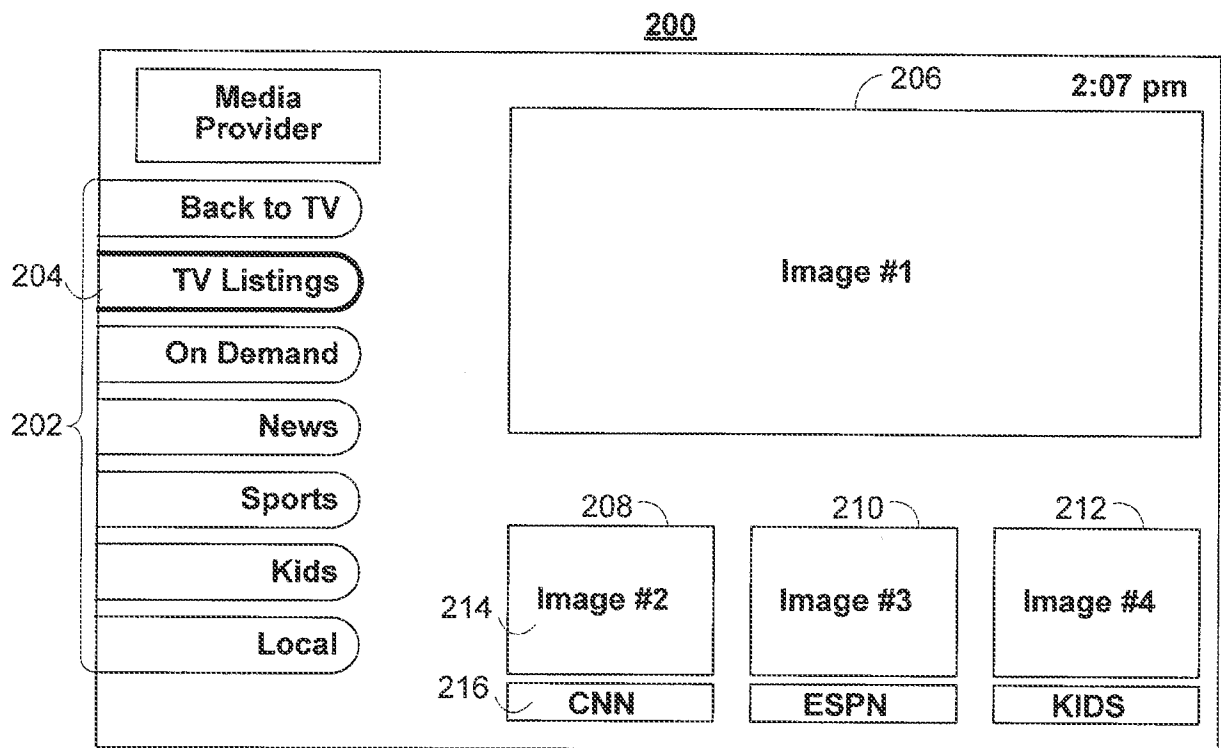 200
Media
Provider
206
2:07 pm
Back to TV
204
TV Listings
Image #1
On Demand
202
News
Sports
208
210
212
Kids
214
Image #2
Image #3
Image #4
Local
216
CNN
ESPN
KIDS